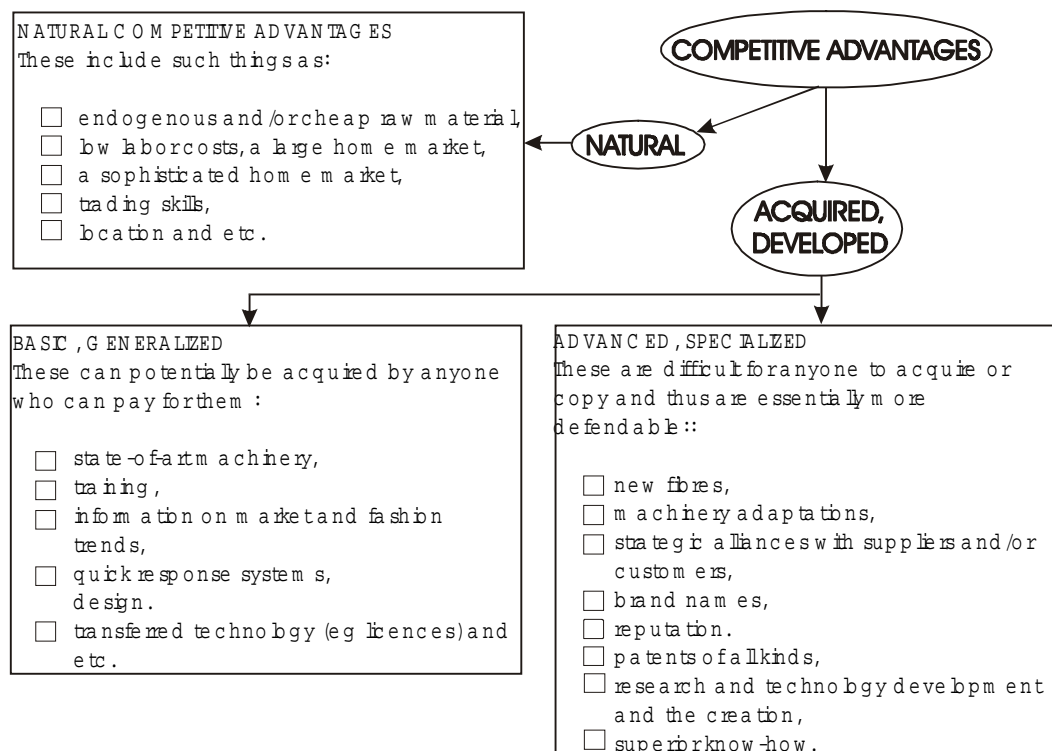 COMPETITIVE ADVANTAGES
NATURAL
ACQUIRED,
DEVELOPED
NATURAL COMPETITIVE ADVANTAGES
These include such things as:
endogenous and/or cheap raw material,
low labor costs, a large home market,
a sophisticated home market,
trading skills,
location and etc.
BASIC, GENERALIZED
These can potentially be acquired by anyone
who can pay for them:
state-of-art machinery,
training,
information on market and fashion
trends,
quick response systems,
design.
transferred technology (eg licences) and
etc.
ADVANCED, SPECIALIZED
These are difficult for anyone to acquire or
copy and thus are essentially more
defendable::
new fibres,
machinery adaptations,
strategic alliances with suppliers and/or
customers,
brand names,
reputation.
patents of all kinds,
research and technology development
and the creation,
superior know-how.